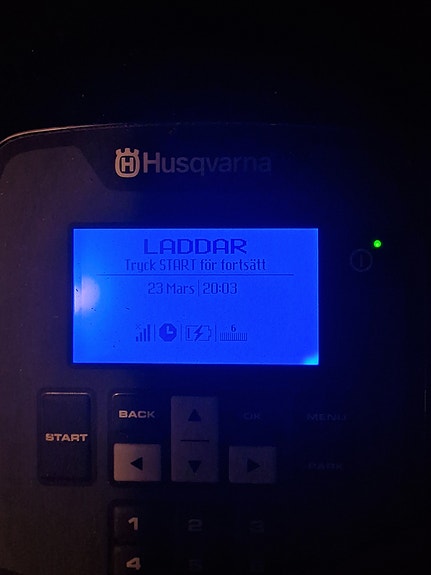 Husqvarna
LADDAR
Tryck START för fortsätt
23 Mars 20:03
6
START
BACK
OK
MENU
PARK
1 2 3
4